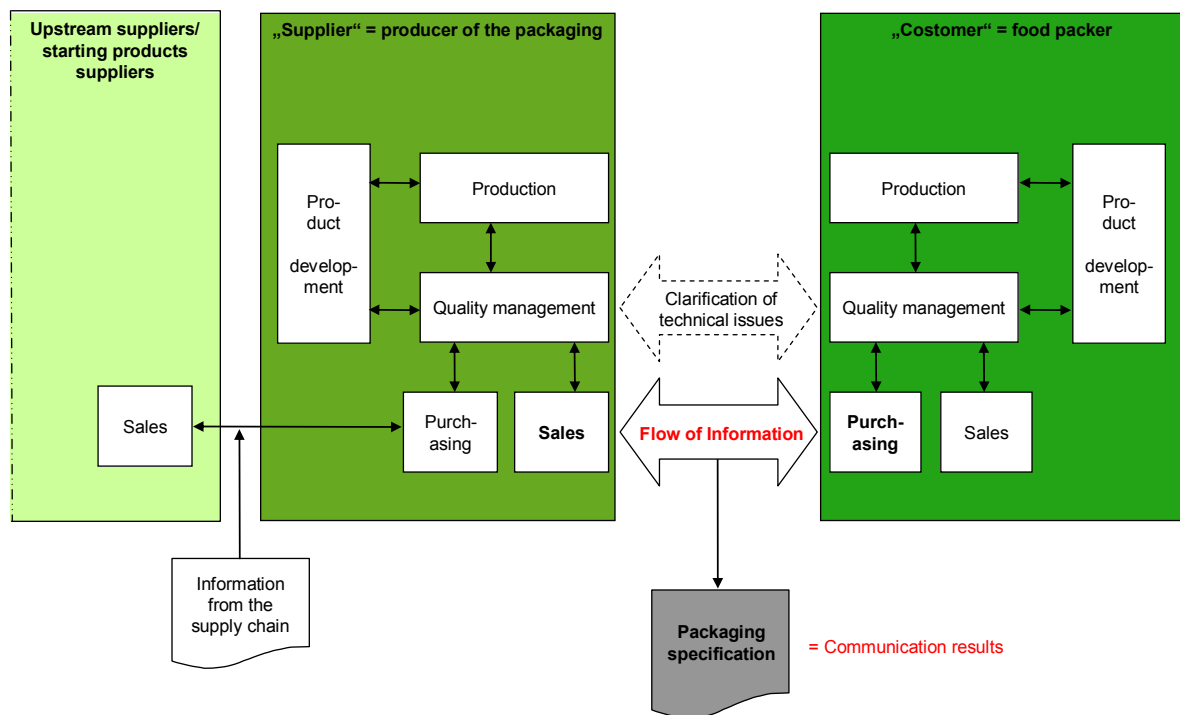 Upstream suppliers/
starting products
suppliers
„Supplier“ = producer of the packaging
„Costomer“ = food packer
Production
Pro-
duct
develop-
ment
Quality management
Purch-
asing
Sales
Sales
Clarification of
technical issues
Flow of Information
Production
Pro-
duct
develop-
ment
Quality management
Purch-
asing
Sales
Information
from the
supply chain
Packaging
specification
= Communication results